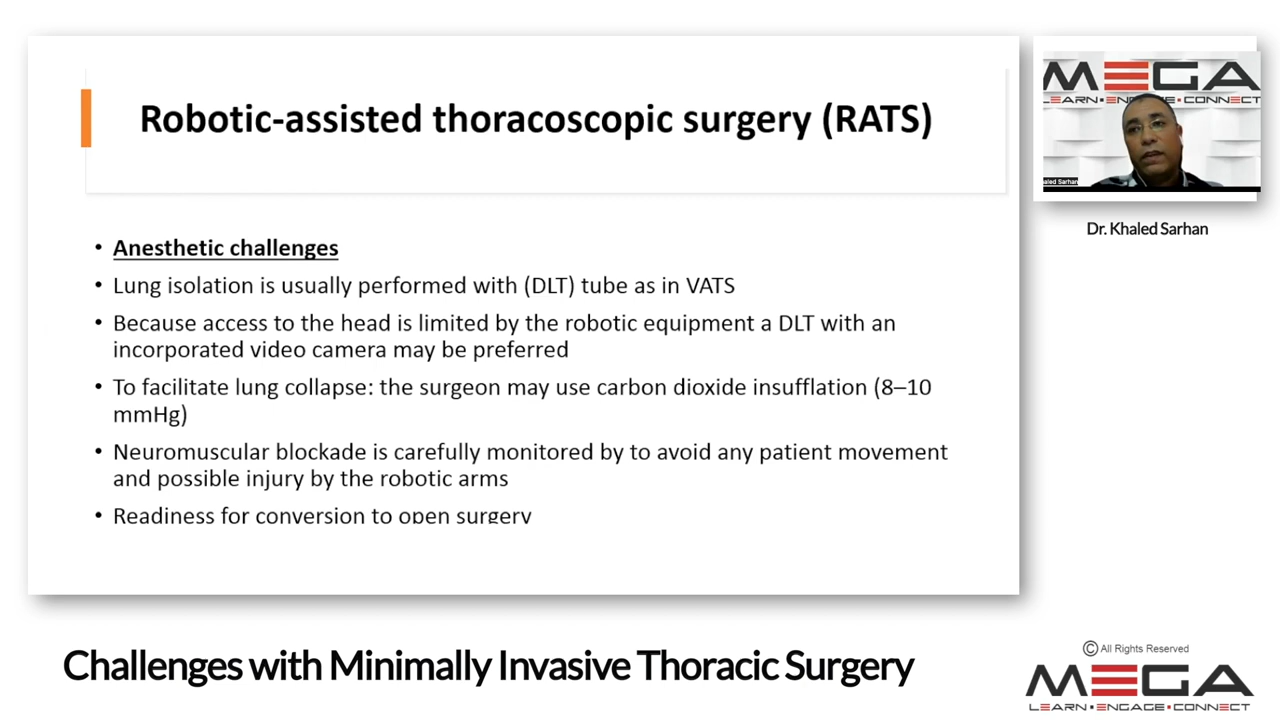 Robotic-assisted thoracoscopic surgery (RATS)
• Anesthetic challenges
• Lung isolation is usually performed with (DLT) tube as in VATS
• Because access to the head is limited by the robotic equipment a DLT with an
incorporated video camera may be preferred
• To facilitate lung collapse: the surgeon may use carbon dioxide insufflation (8–10
mmHg)
• Neuromuscular blockade is carefully monitored by to avoid any patient movement
and possible injury by the robotic arms
• Readiness for conversion to open surgery
MEGA
LEARN•ENGAGE•CONNECT
aled Sarhan
Dr. Khaled Sarhan
Challenges with Minimally Invasive Thoracic Surgery
© All Rights Reserved
MEGA
LEARN•ENGAGE•CONNECT